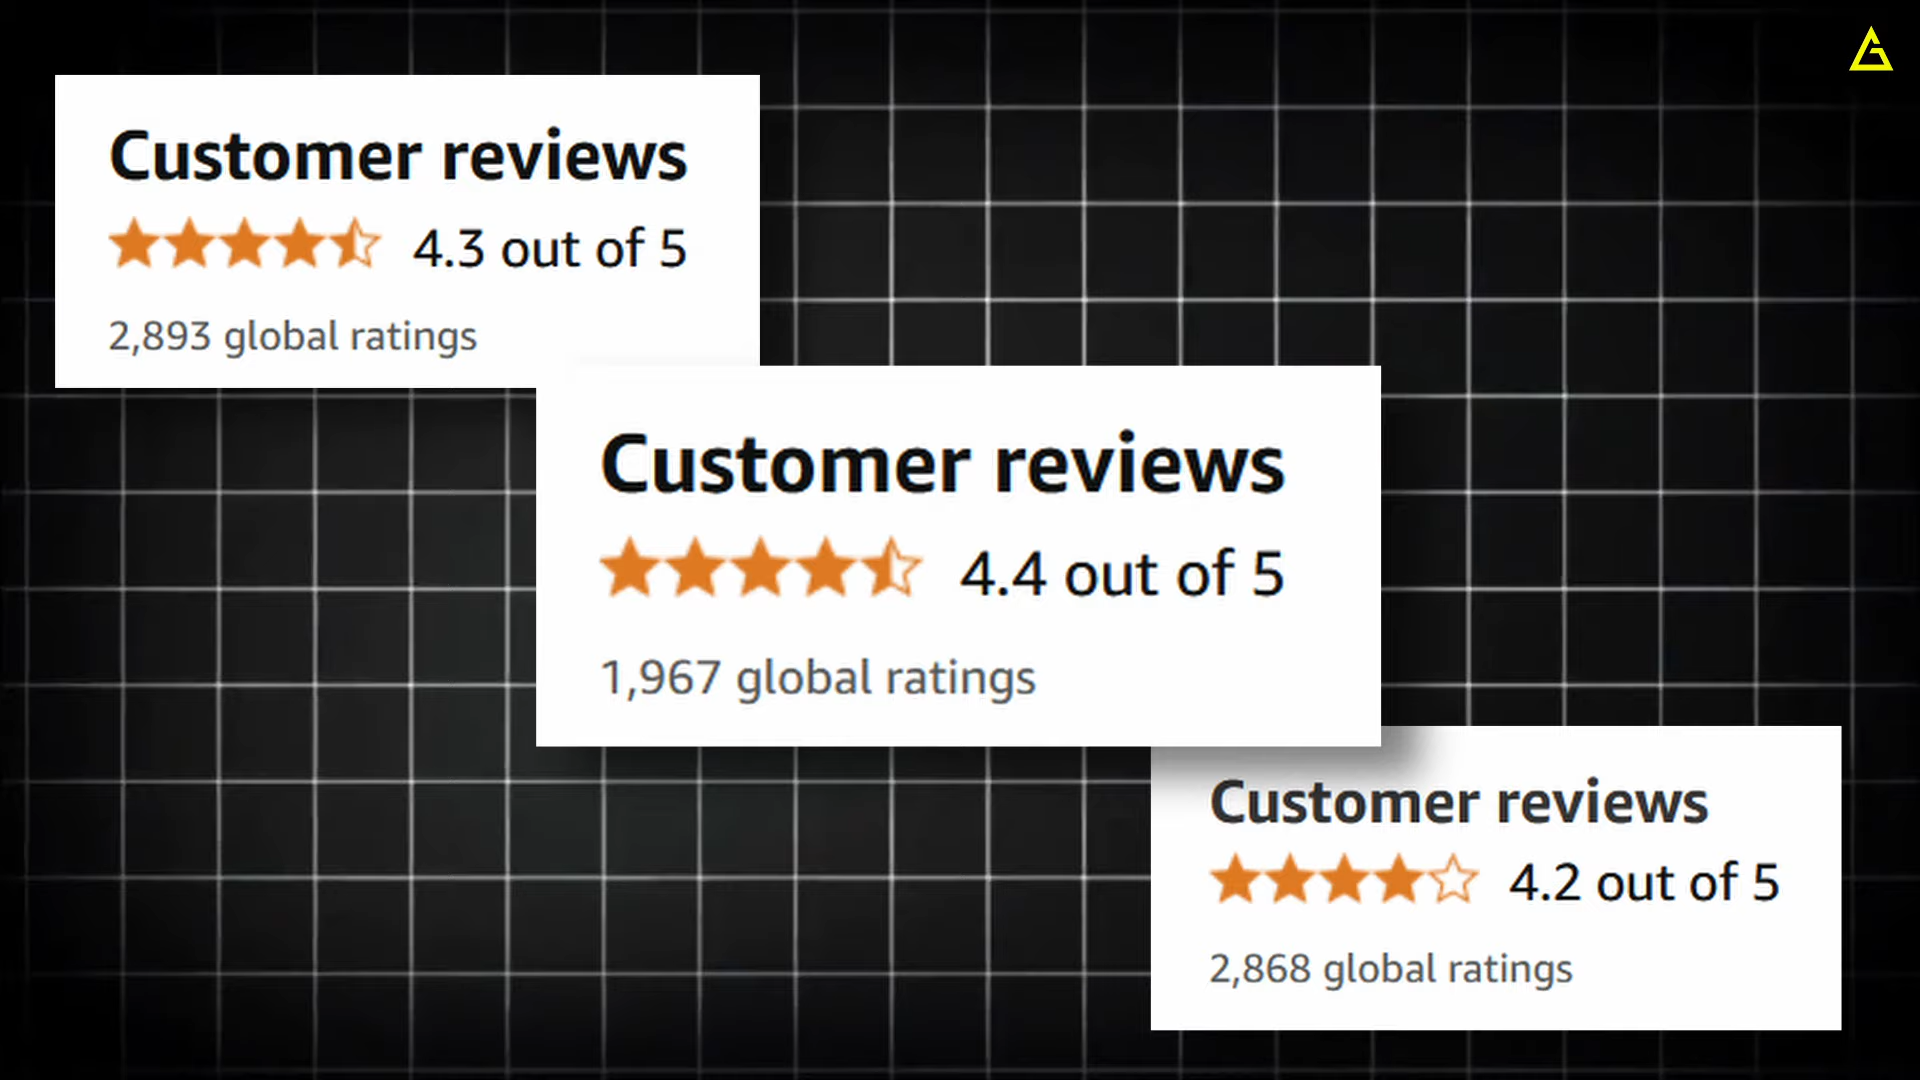 Customer reviews
4.3 out of 5
2,893 global ratings
Customer reviews
4.4 out of 5
1,967 global ratings
Customer reviews
4.2 out of 5
2,868 global ratings